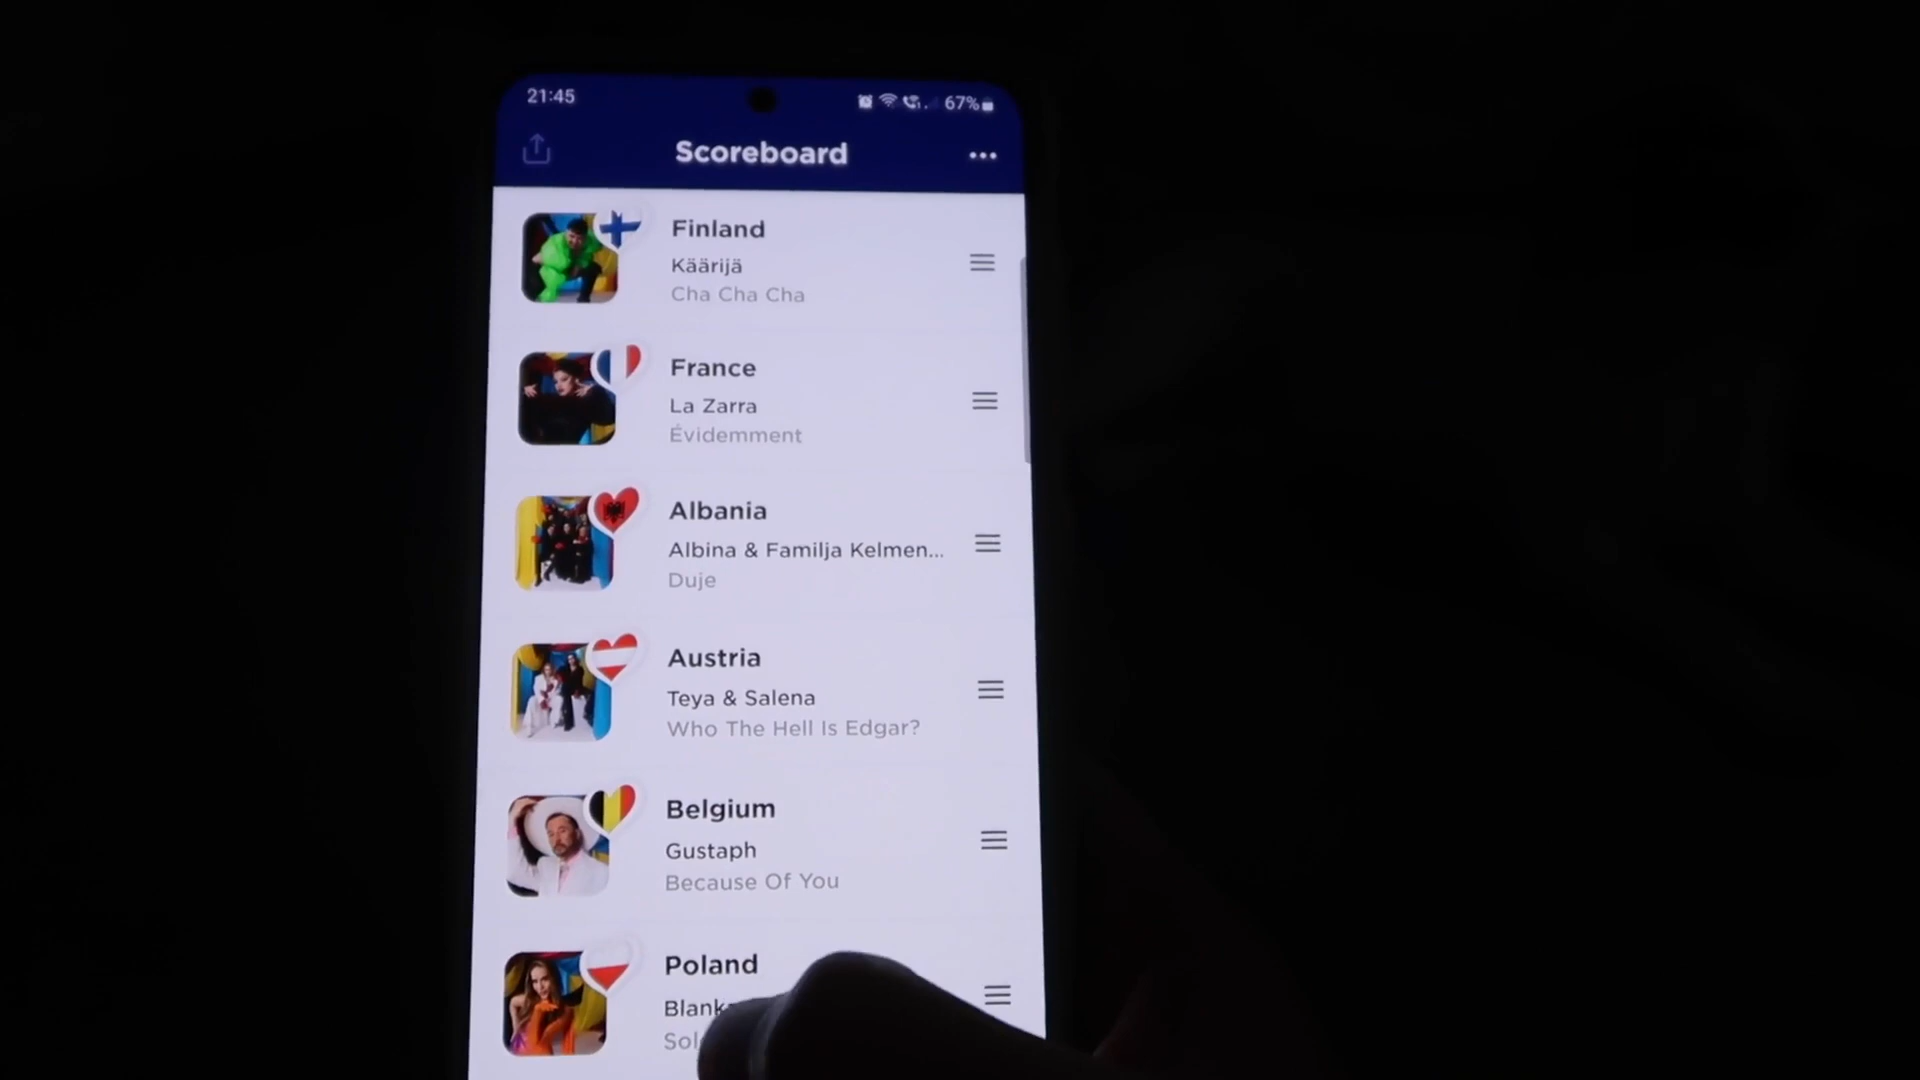 21:45
67%
Scoreboard
Finland
Käärijä
Cha Cha Cha
France
La Zarra
Évidemment
Albania
Albina & Familja Kelmen...
Duje
Austria
Teya & Salena
Who The Hell Is Edgar?
Belgium
Gustaph
Because Of You
Poland